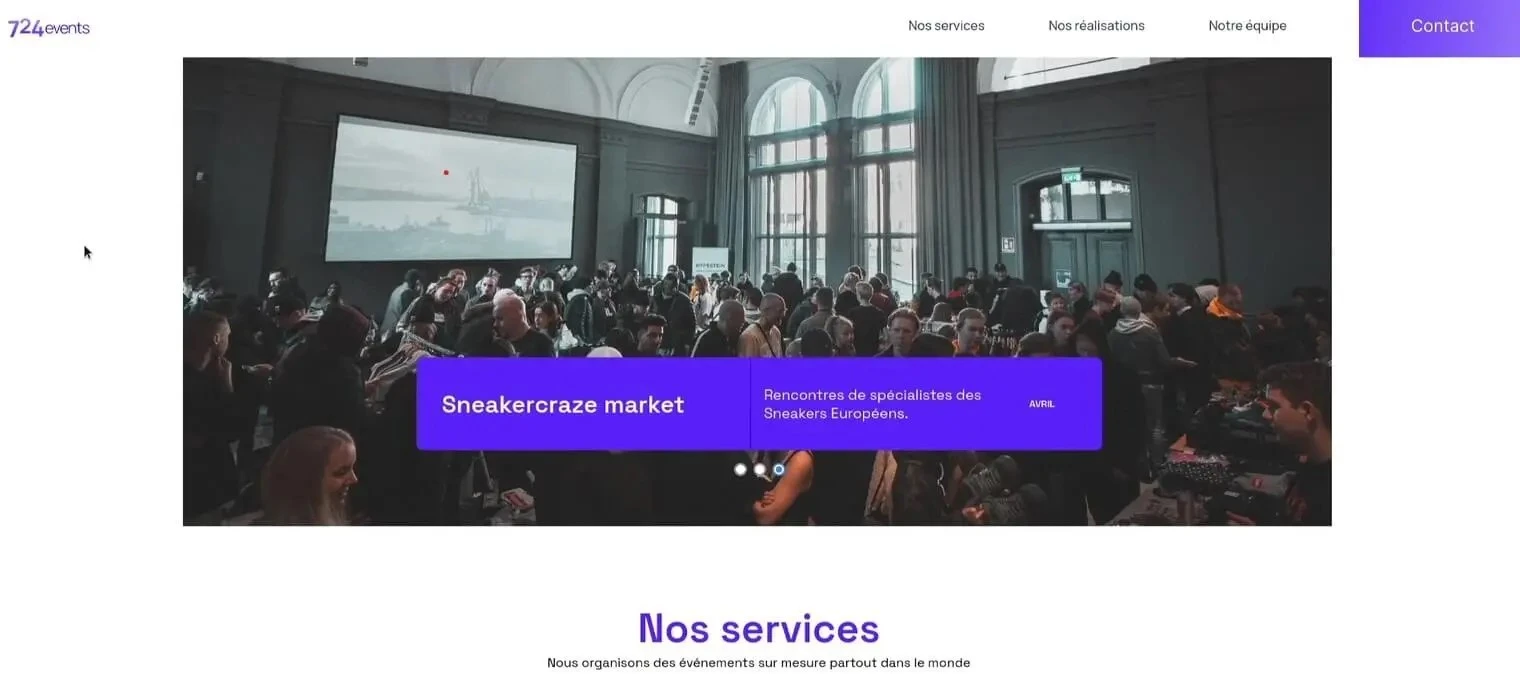 724events
Nos services
Nos réalisations
Notre équipe
Contact
Sneakercraze market
Rencontres de spécialistes des
Sneakers Européens.
AVRIL
Nos services
Nous organisons des événements sur mesure partout dans le monde